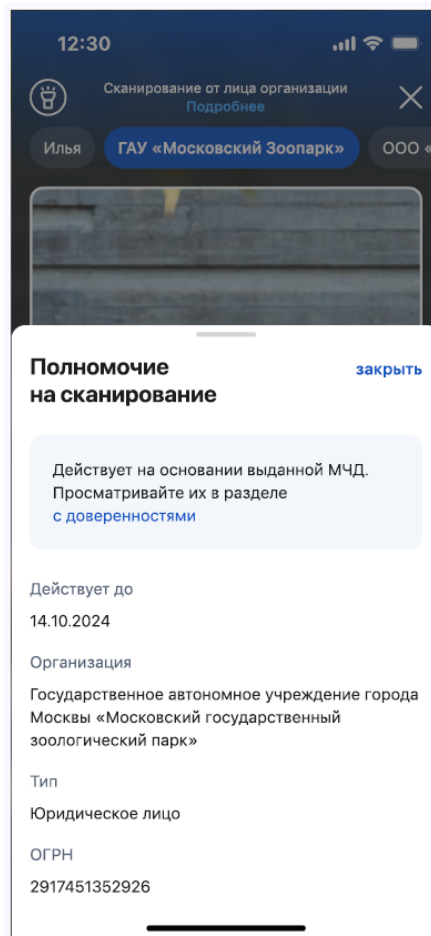 12:30
Сканирование от лица организации
Подробнее
Илья
ГАУ «Московский Зоопарк»
ООО «
Полномочие
на сканирование
закрыть
Действует на основании выданной МЧД.
Просматривайте их в разделе
с доверенностями
Действует до
14.10.2024
Организация
Государственное автономное учреждение города
Москвы «Московский государственный
зоологический парк»
Тип
Юридическое лицо
ОГРН
2917451352926